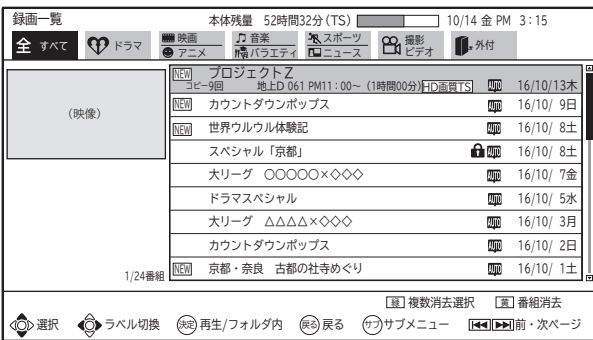 録画一覧 本体残量 52時間32分(TS) 10/14 金 PM 3：15
全 すべて ドラマ 映画 アニメ 音楽 バラエティ スポーツ ニュース 撮影 ビデオ 外付
(映像)
NEW プロジェクトZ
コピー9回 地上D 061 PM11：00～ (1時間00分) HD画質TS AUTO 16/10/13木
NEW カウントダウンポップス AUTO 16/10/ 9日
NEW 世界ウルウル体験記 AUTO 16/10/ 8土
スペシャル「京都」 AUTO 16/10/ 8土
大リーグ 〇〇〇〇〇×◇◇◇ AUTO 16/10/ 7金
ドラマスペシャル AUTO 16/10/ 5水
大リーグ △△△△×◇◇◇ AUTO 16/10/ 3月
カウントダウンポップス AUTO 16/10/ 2日
NEW 京都・奈良 古都の社寺めぐり AUTO 16/10/ 1土
1/24番組
緑 複数消去選択 黄 番組消去
選択 ラベル切換 決定 再生/フォルダ内 戻る 戻る サブ サブメニュー 前・次ページ